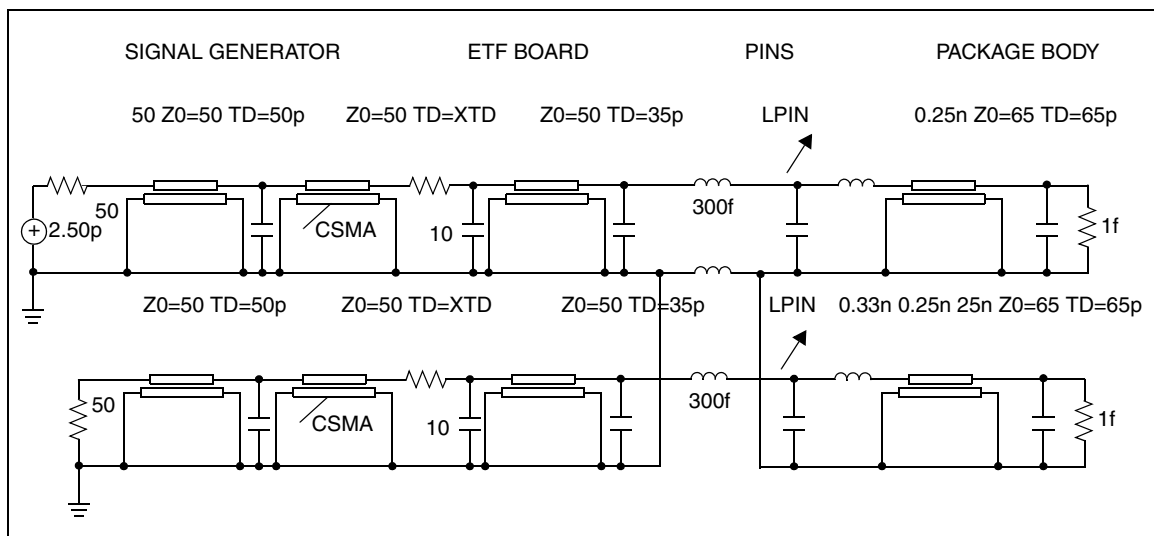 SIGNAL GENERATOR ETF BOARD PINS PACKAGE BODY
50 Z0=50 TD=50p Z0=50 TD=XTD Z0=50 TD=35p LPIN 0.25n Z0=65 TD=65p
50
+
2.50p
CSMA
10
300f
1f
Z0=50 TD=50p Z0=50 TD=XTD Z0=50 TD=35p LPIN 0.33n 0.25n 25n Z0=65 TD=65p
50
CSMA
10
300f
1f